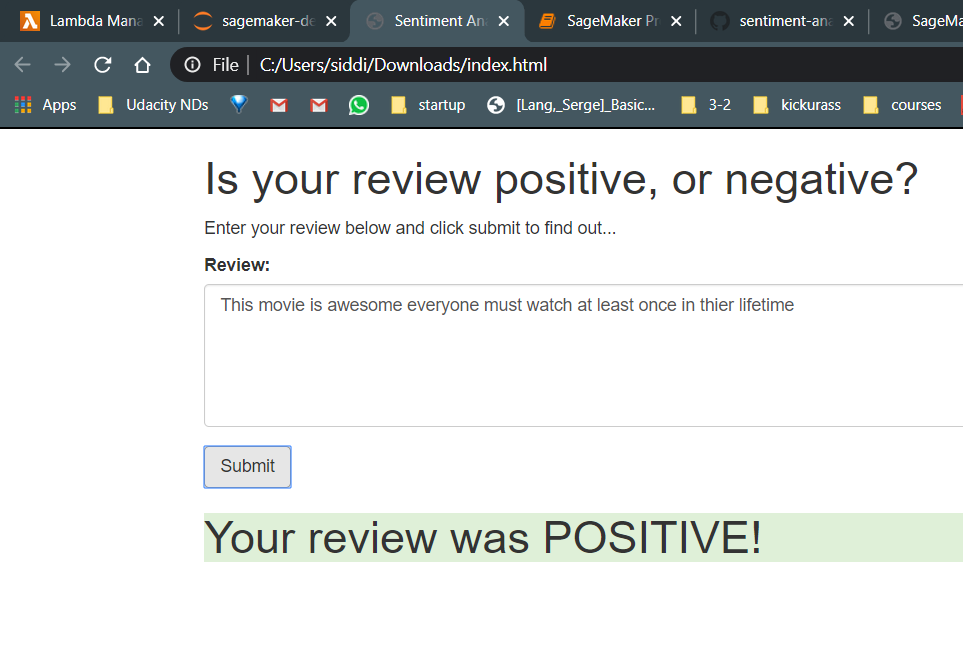 Lambda Mana sagemaker-de Sentiment Ana SageMaker Pr sentiment-ana SageMa
File C:/Users/siddi/Downloads/index.html
Apps Udacity NDs startup [Lang,_Serge]_Basic... 3-2 kickurass courses
Is your review positive, or negative?
Enter your review below and click submit to find out...
Review:
This movie is awesome everyone must watch at least once in thier lifetime
Submit
Your review was POSITIVE!